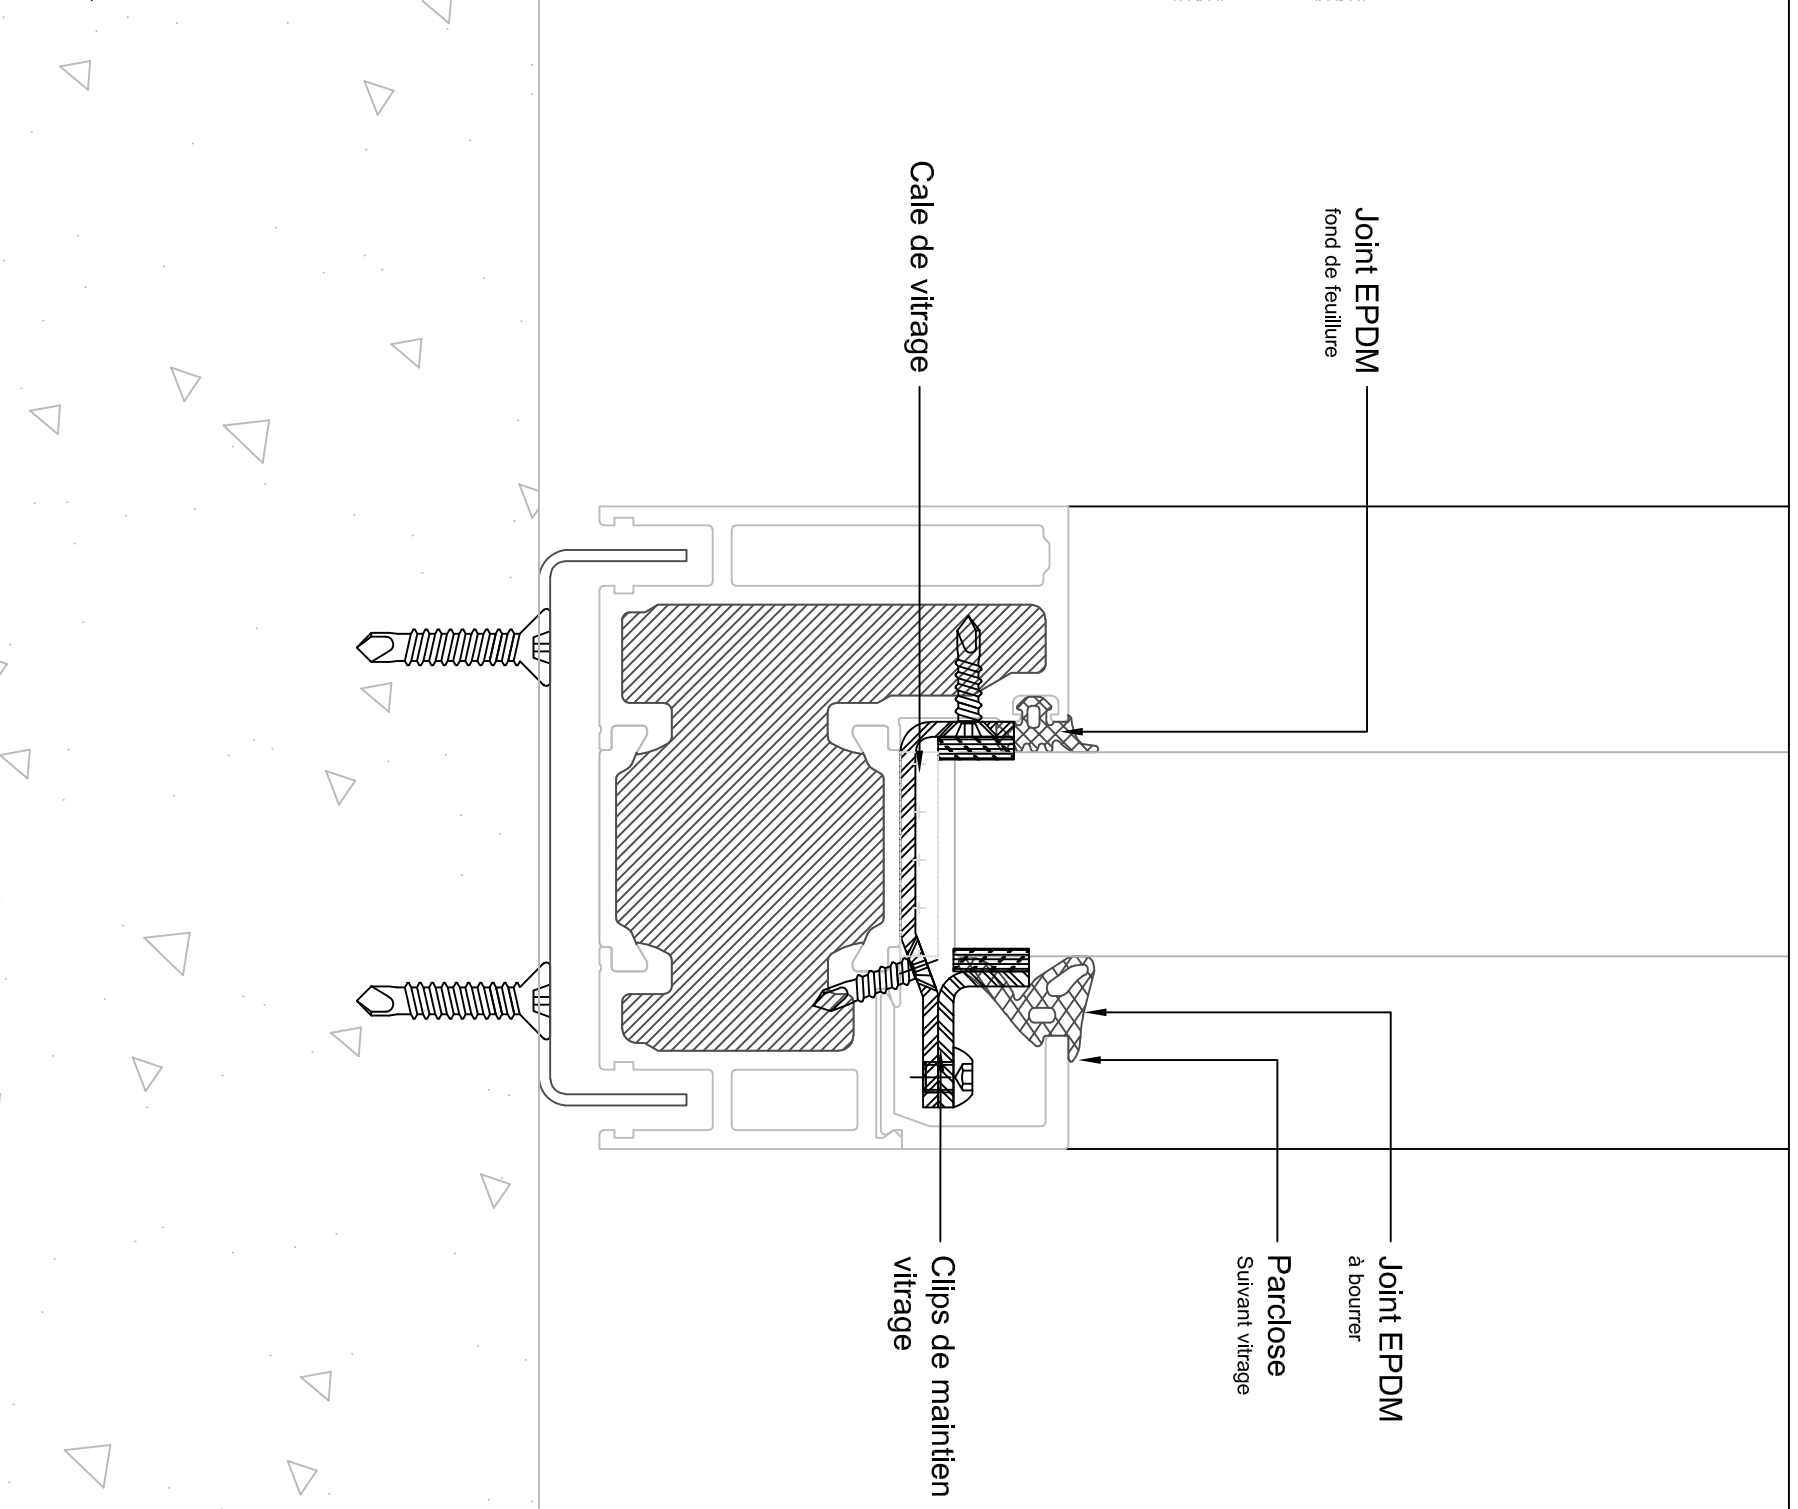 Joint EPDM
fond de feuillure
Cale de vitrage
Joint EPDM
à bourrer
Parclose
Suivant vitrage
Clips de maintien
vitrage